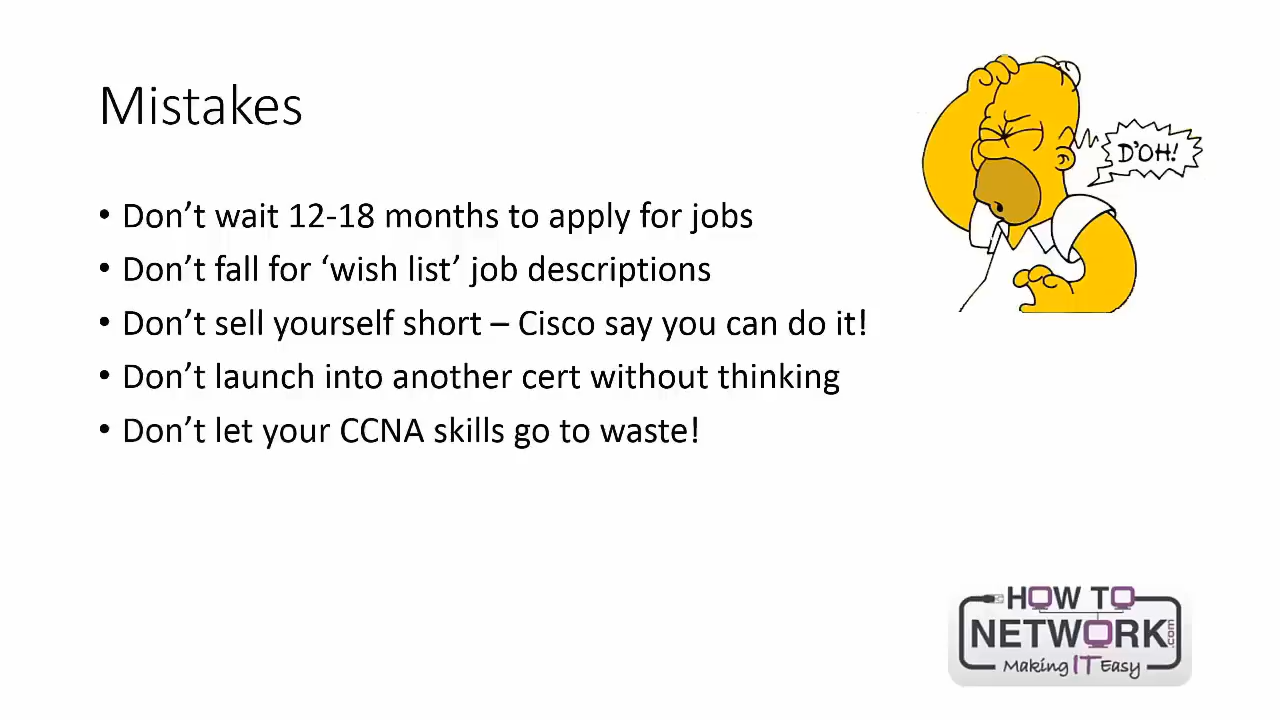 Mistakes
D'OH!
• Don’t wait 12-18 months to apply for jobs
• Don’t fall for ‘wish list’ job descriptions
• Don’t sell yourself short – Cisco say you can do it!
• Don’t launch into another cert without thinking
• Don’t let your CCNA skills go to waste!
HOW TO
NETWORK.com
Making IT Easy